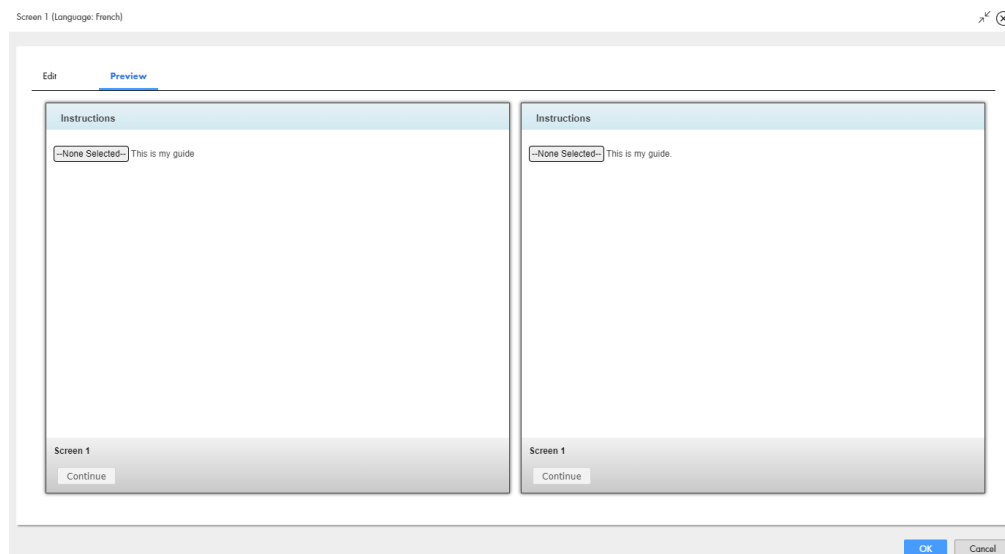 Screen 1 (Language: French)
Edit Preview
Instructions
--None Selected-- This is my guide
Screen 1
Continue
Instructions
--None Selected-- This is my guide.
Screen 1
Continue
OK Cancel